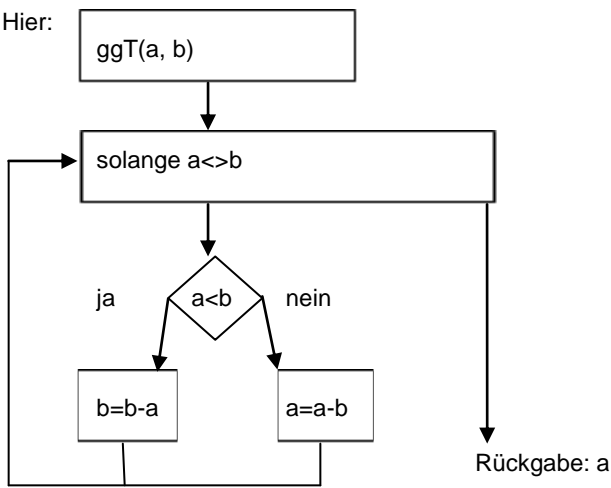 Hier:
ggT(a, b)
solange a<>b
ja
a<b
nein
b=b-a
a=a-b
Rückgabe: a